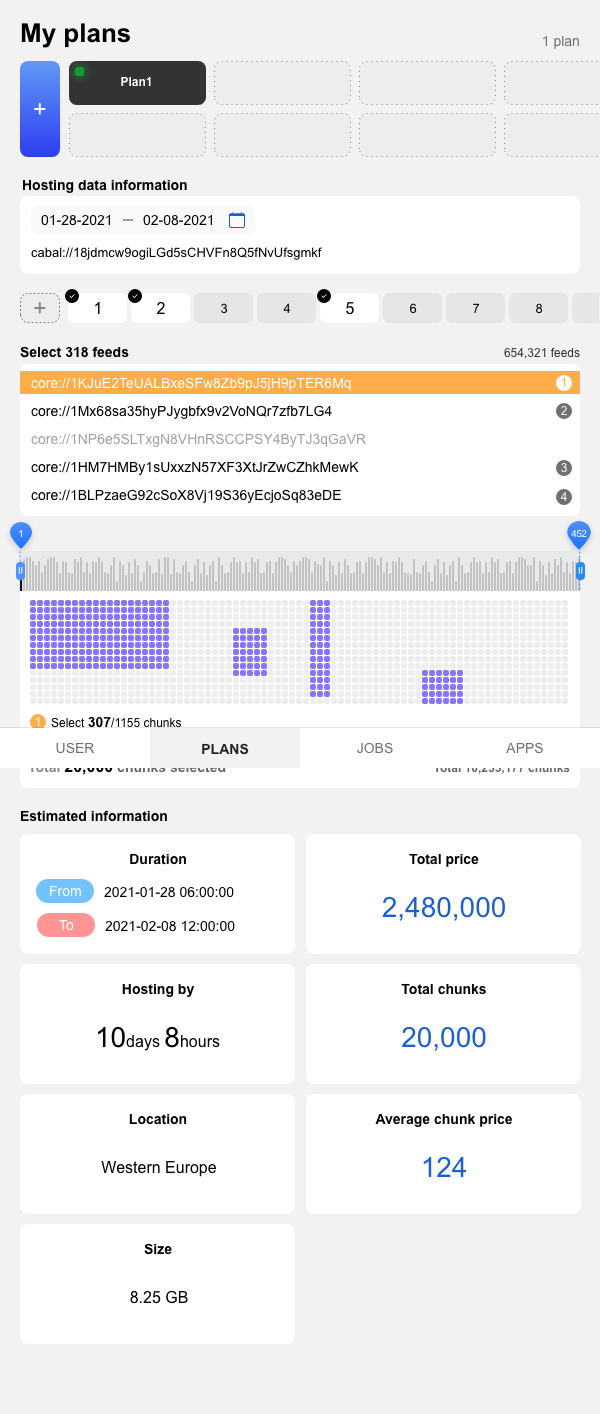 My plans
1 plan
+
Plan1
Hosting data information
01-28-2021 — 02-08-2021
cabal://18jdmcw9ogiLGd5sCHVFn8Q5fNvUfsgmkf
+ 1 2 3 4 5 6 7 8
Select 318 feeds
654,321 feeds
core://1KJuE2TeUALBxeSFw8Zb9pJ5jH9pTER6Mq 1
core://1Mx68sa35hyPJygbfx9v2VoNQr7zfb7LG4 2
core://1NP6e5SLTxgN8VHnRSCCPSY4ByTJ3qGaVR
core://1HM7HMBy1sUxxzN57XF3XtJrZwCZhkMewK 3
core://1BLPzaeG92cSoX8Vj19S36yEcjoSq83eDE 4
1
452
1 Select 307/1155 chunks
USER PLANS JOBS APPS
Total 20,000 chunks selected
Total 10,253,177 chunks
Estimated information
Duration
From 2021-01-28 06:00:00
To 2021-02-08 12:00:00
Total price
2,480,000
Hosting by
10days 8hours
Total chunks
20,000
Location
Western Europe
Average chunk price
124
Size
8.25 GB